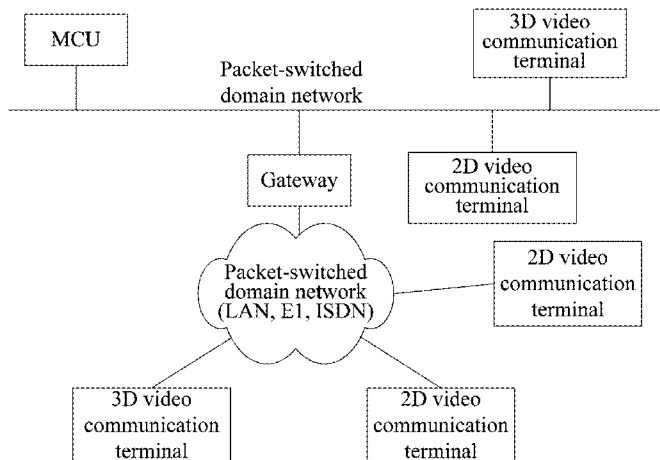 MCU
3D video
communication
terminal
Packet-switched
domain network
2D video
communication
terminal
Gateway
2D video
communication
terminal
Packet-switched
domain network
(LAN, E1, ISDN)
3D video
communication
terminal
2D video
communication
terminal